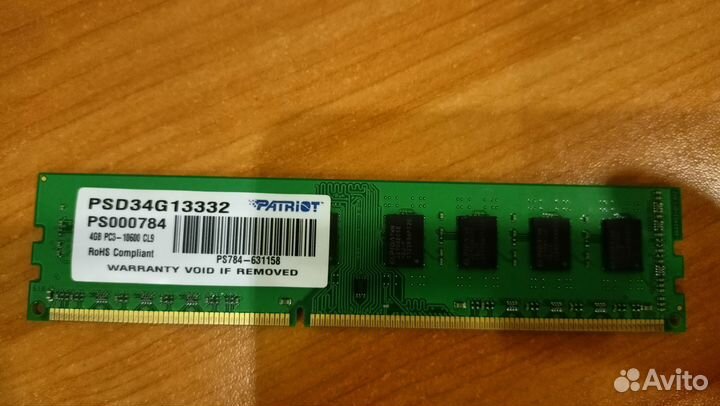 PSD34G13332
PATRIOT
PS000784
4GB PC3-10600 CL9
RoHS Compliant
PS784-631158
WARRANTY VOID IF REMOVED
Avito